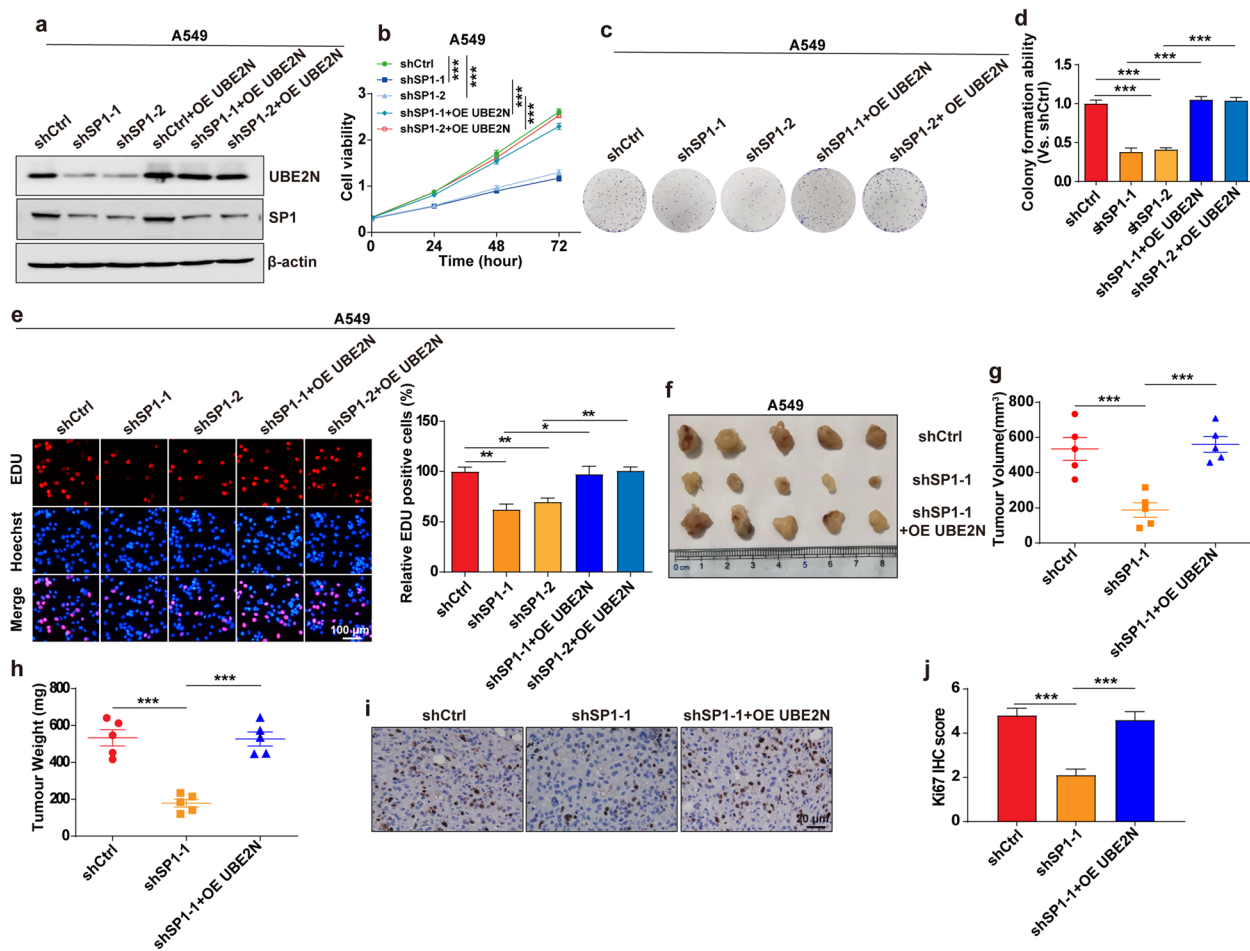 a
A549
shCtrl
shSP1-1
shSP1-2
shCtrl+OE UBE2N
shSP1-1+OE UBE2N
shSP1-2+OE UBE2N
UBE2N
SP1
β-actin
b
A549
shCtrl
shSP1-1
shSP1-2
shSP1-1+OE UBE2N
shSP1-2+OE UBE2N
***
***
***
***
Cell viability
3
2
1
0
0
24
48
72
Time (hour)
c
A549
shCtrl
shSP1-1
shSP1-2
shSP1-1+OE UBE2N
shSP1-2+ OE UBE2N
d
Colony formation ability
(Vs. shCtrl)
1.5
1.0
0.5
0.0
***
***
***
***
shCtrl
shSP1-1
shSP1-2
shSP1-1+OE UBE2N
shSP1-2 +OE UBE2N
e
A549
shCtrl
shSP1-1
shSP1-2
shSP1-1+OE UBE2N
shSP1-2+OE UBE2N
EDU
Hoechst
Merge
100 μm
Relative EDU positive cells (%)
150
100
50
0
**
**
*
**
shCtrl
shSP1-1
shSP1-2
shSP1-1+OE UBE2N
shSP1-2+OE UBE2N
f
A549
shCtrl
shSP1-1
shSP1-1
+OE UBE2N
0 cm
1
2
3
4
5
6
7
8
g
Tumour Volume(mm³)
800
600
400
200
0
***
***
shCtrl
shSP1-1
shSP1-1+OE UBE2N
h
Tumour Weight (mg)
800
600
400
200
0
***
***
shCtrl
shSP1-1
shSP1-1+OE UBE2N
i
shCtrl
shSP1-1
shSP1-1+OE UBE2N
20 μm
j
Ki67 IHC score
6
4
2
0
***
***
shCtrl
shSP1-1
shSP1-1+OE UBE2N